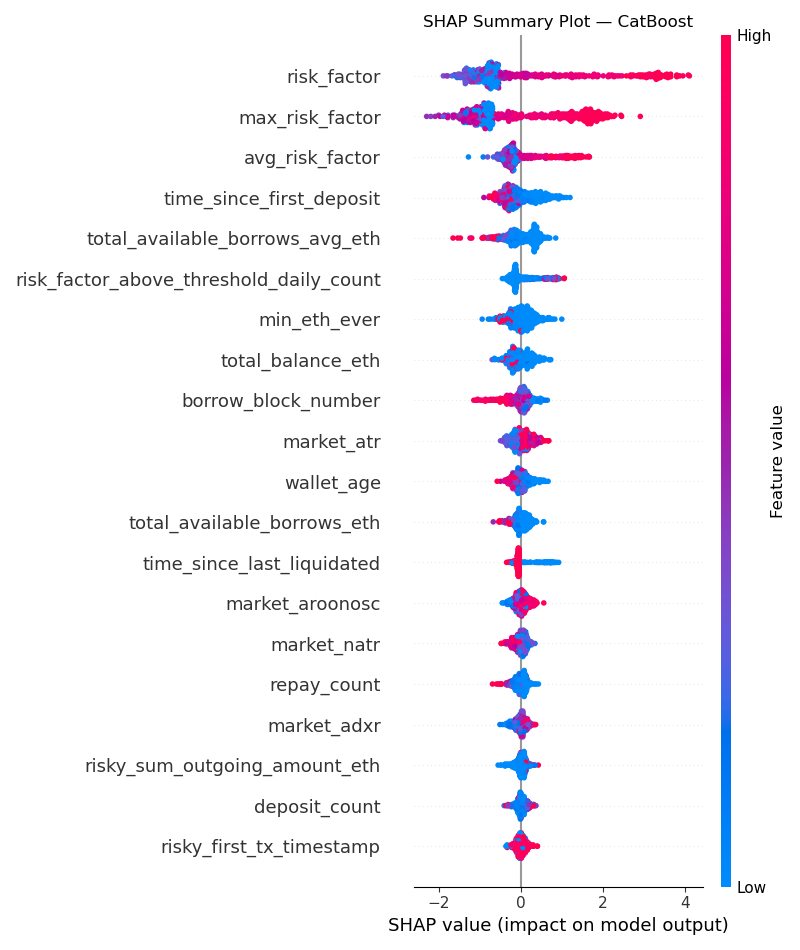 SHAP Summary Plot — CatBoost
High
risk_factor
max_risk_factor
avg_risk_factor
time_since_first_deposit
total_available_borrows_avg_eth
risk_factor_above_threshold_daily_count
min_eth_ever
total_balance_eth
borrow_block_number
market_atr
wallet_age
total_available_borrows_eth
time_since_last_liquidated
market_aroonosc
market_natr
repay_count
market_adxr
risky_sum_outgoing_amount_eth
deposit_count
risky_first_tx_timestamp
Feature value
Low
−2 0 2 4
SHAP value (impact on model output)